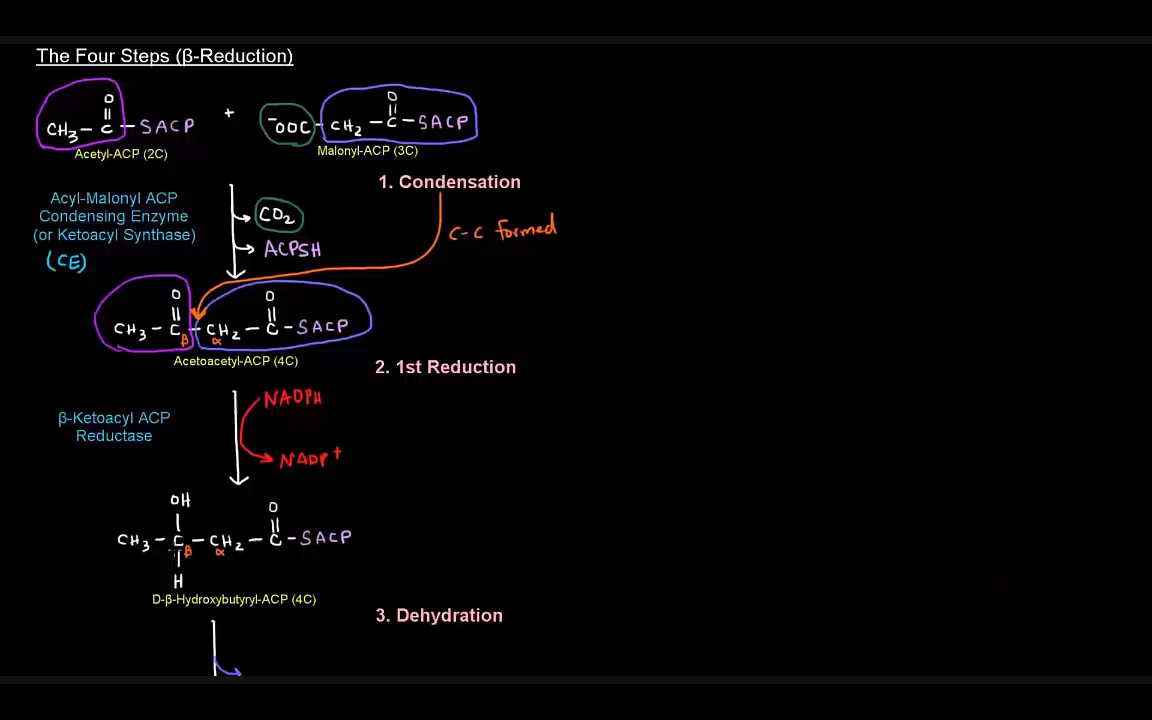 The Four Steps (β-Reduction)
O O
CH3 – C – SACP + ⁻OOC – CH2 – C – SACP
Acetyl-ACP (2C) Malonyl-ACP (3C)
1. Condensation
Acyl-Malonyl ACP
Condensing Enzyme
(or Ketoacyl Synthase)
(CE)
CO2
ACPSH
C-C formed
O O
CH3 – C – CH2 – C – SACP
β α
Acetoacetyl-ACP (4C)
2. 1st Reduction
β-Ketoacyl ACP
Reductase
NADPH
NADP+
OH O
CH3 – C – CH2 – C – SACP
β α
H
D-β-Hydroxybutyryl-ACP (4C)
3. Dehydration